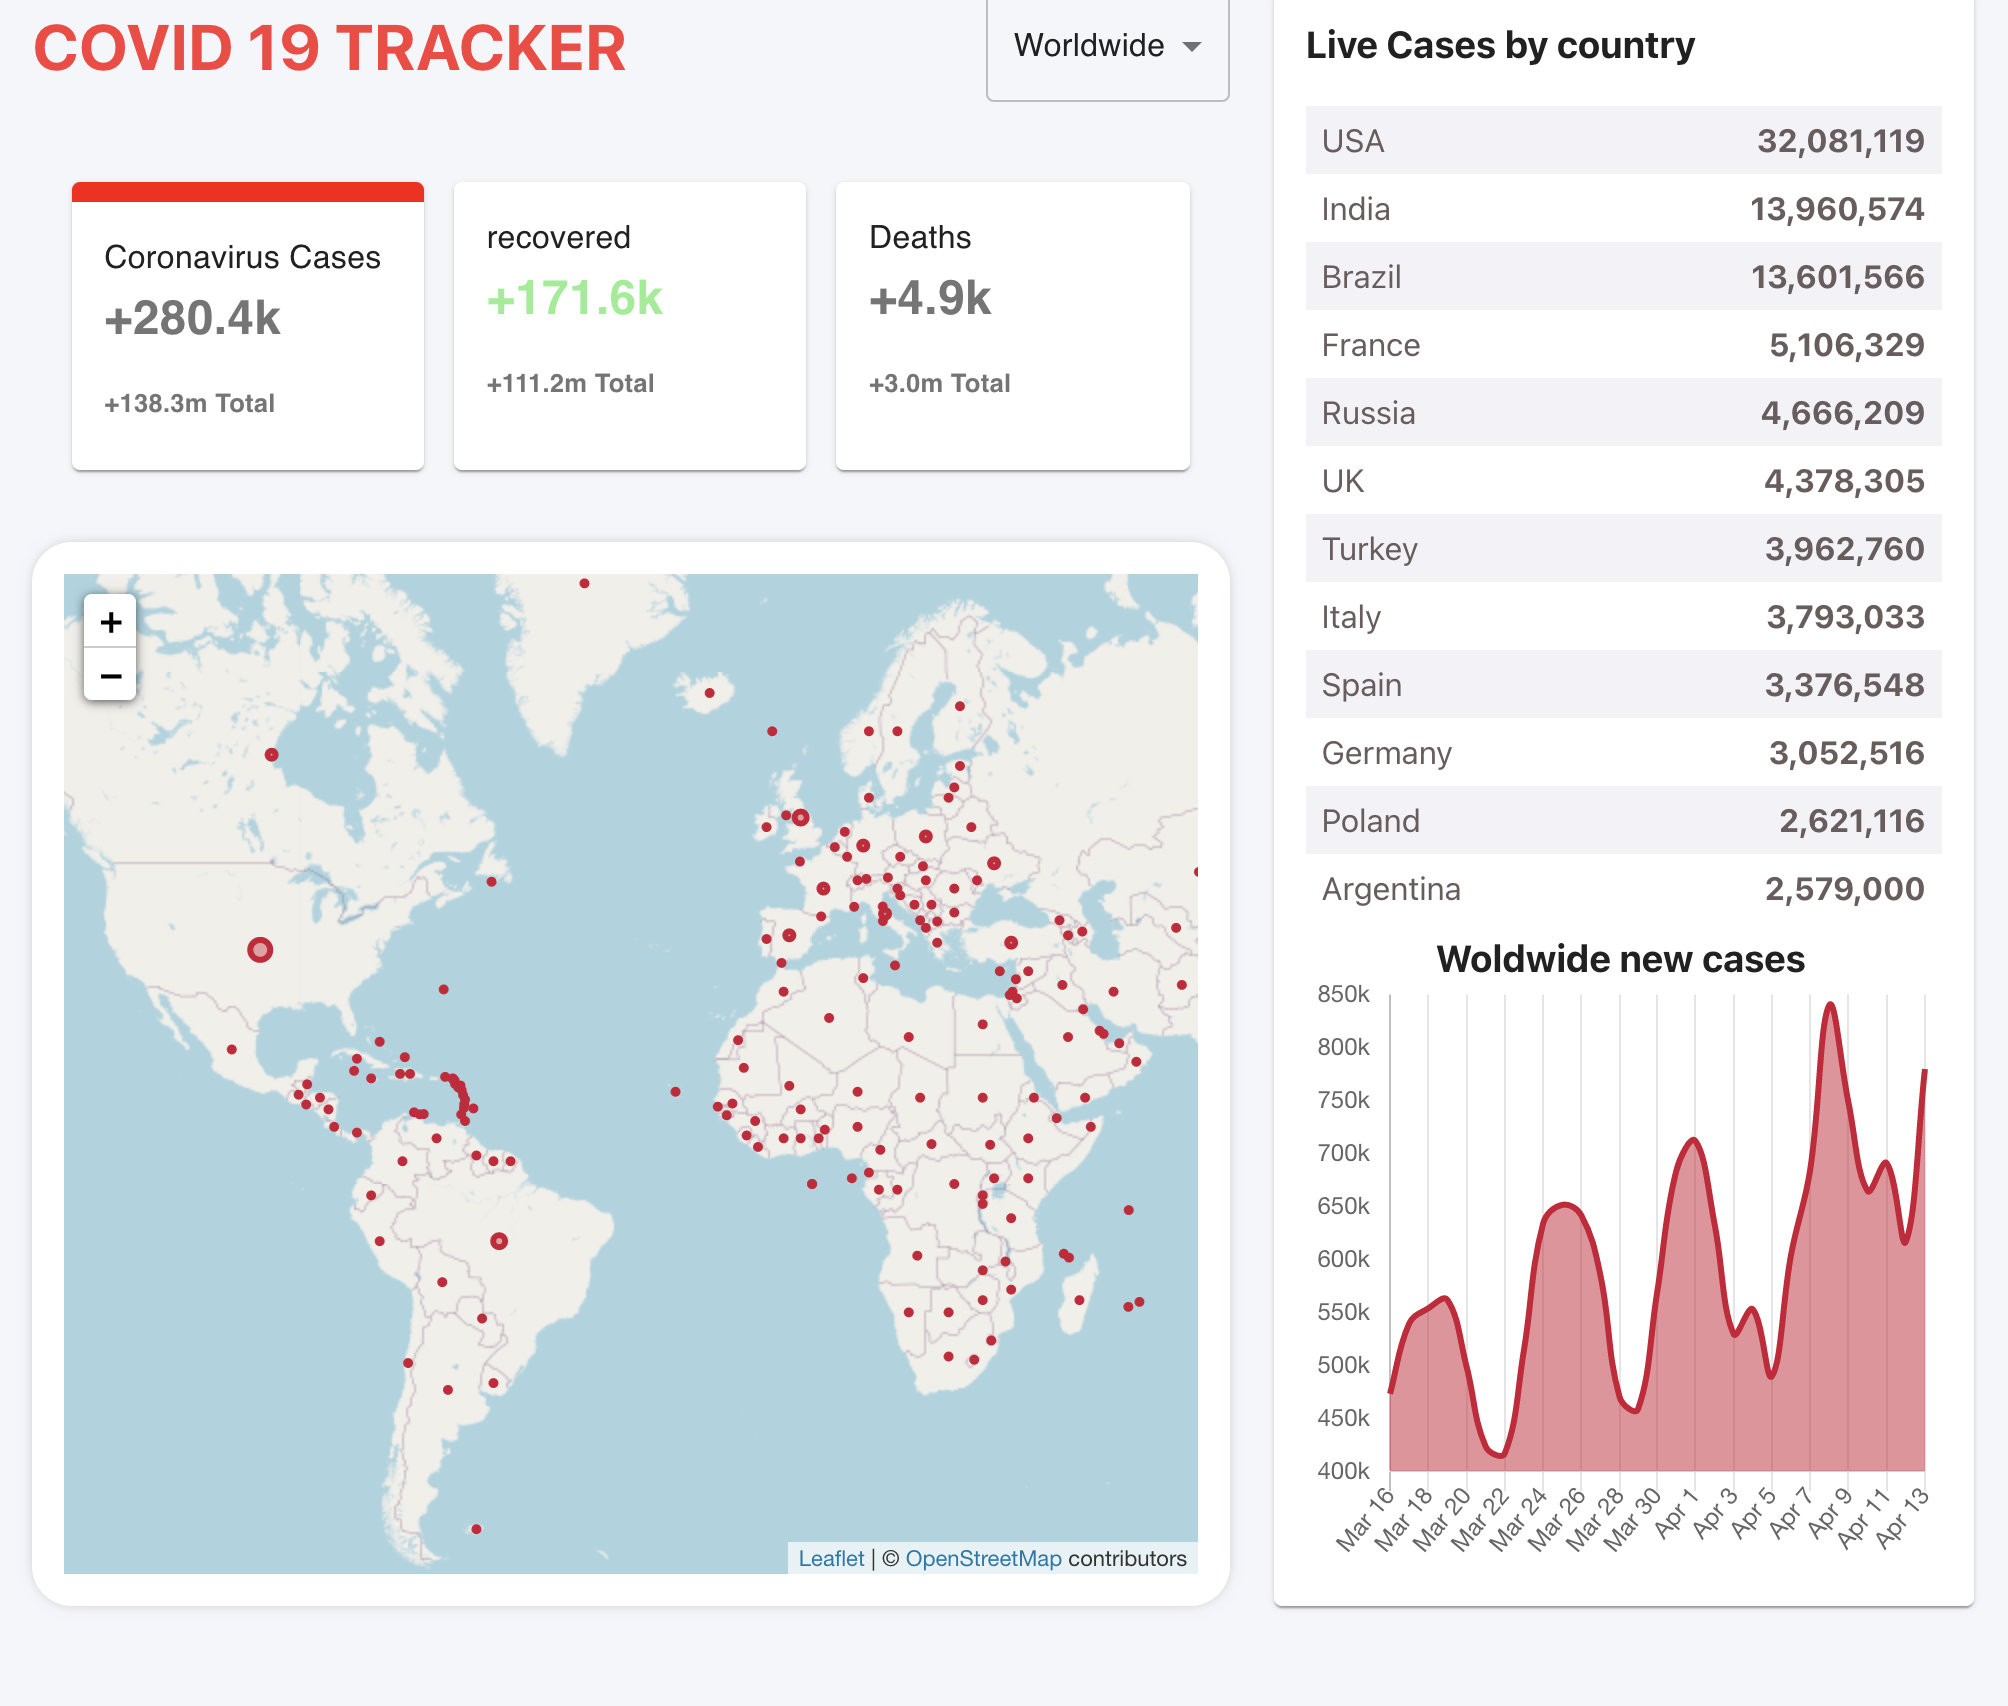 COVID 19 TRACKER
Worldwide
Coronavirus Cases
+280.4k
+138.3m Total
recovered
+171.6k
+111.2m Total
Deaths
+4.9k
+3.0m Total
+
−
Leaflet | © OpenStreetMap contributors
Live Cases by country
USA 32,081,119
India 13,960,574
Brazil 13,601,566
France 5,106,329
Russia 4,666,209
UK 4,378,305
Turkey 3,962,760
Italy 3,793,033
Spain 3,376,548
Germany 3,052,516
Poland 2,621,116
Argentina 2,579,000
Woldwide new cases
850k
800k
750k
700k
650k
600k
550k
500k
450k
400k
Mar 16
Mar 18
Mar 20
Mar 22
Mar 24
Mar 26
Mar 28
Mar 30
Apr 1
Apr 3
Apr 5
Apr 7
Apr 9
Apr 11
Apr 13